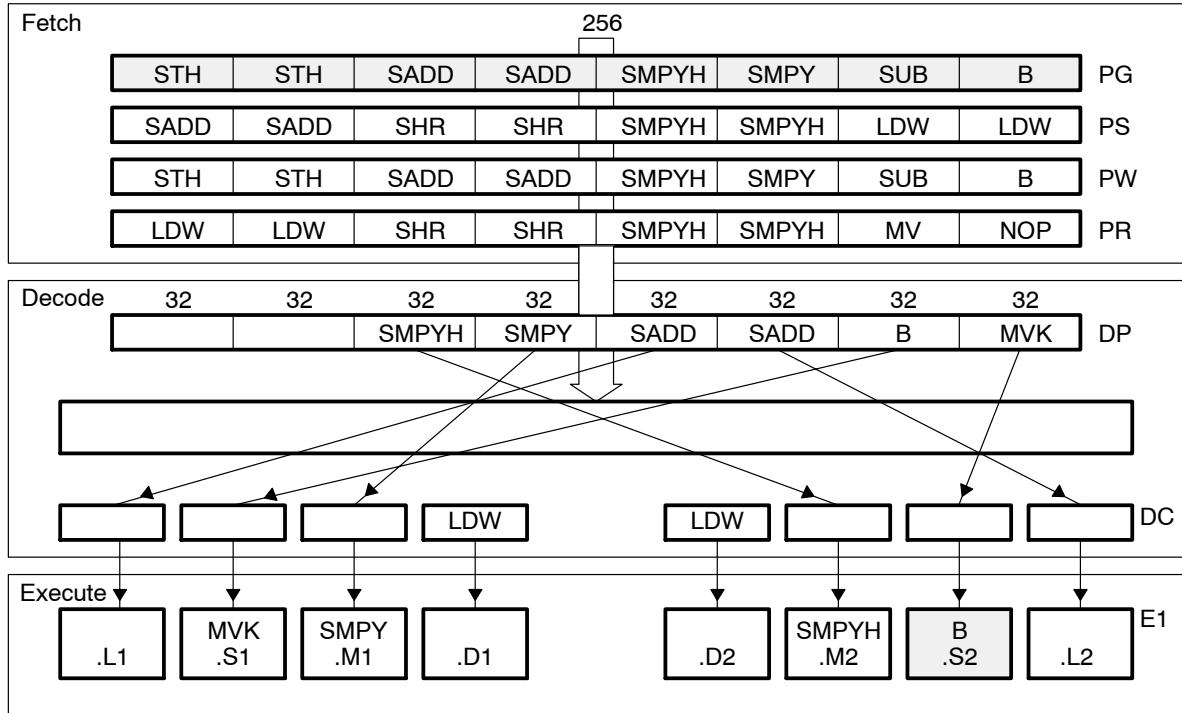 Fetch
256
STH STH SADD SADD SMPYH SMPY SUB B PG
SADD SADD SHR SHR SMPYH SMPYH LDW LDW PS
STH STH SADD SADD SMPYH SMPY SUB B PW
LDW LDW SHR SHR SMPYH SMPYH MV NOP PR
Decode 32 32 32 32 32 32 32 32
SMPYH SMPY SADD SADD B MVK DP
LDW LDW DC
Execute
E1
MVK SMPY SMPYH B
.L1 .S1 .M1 .D1 .D2 .M2 .S2 .L2